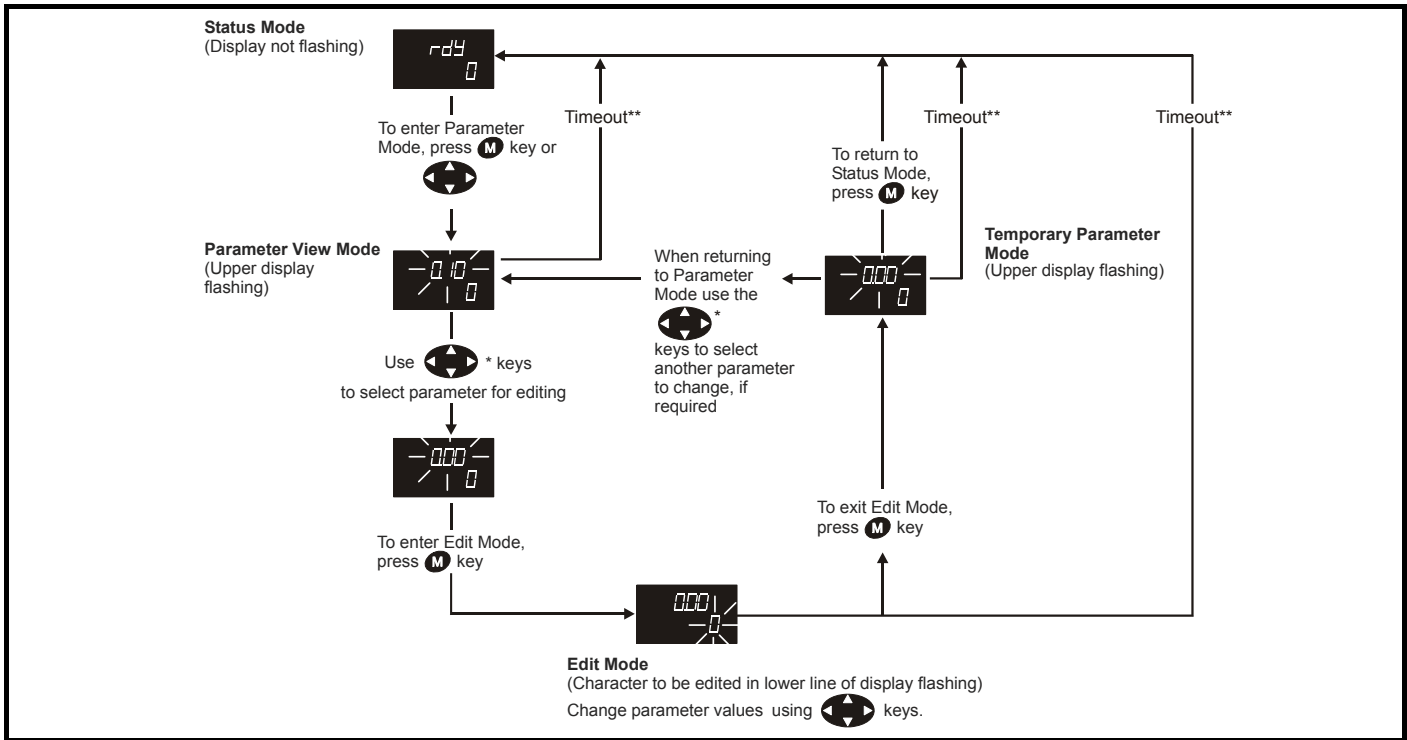 Status Mode
(Display not flashing)
rdY
0
To enter Parameter
Mode, press M key or
Timeout**
Timeout**
Timeout**
To return to
Status Mode,
press M key
Parameter View Mode
(Upper display
flashing)
0.10
0
When returning
to Parameter
Mode use the
*
keys to select
another parameter
to change, if
required
0.00
0
Temporary Parameter
Mode
(Upper display flashing)
Use * keys
to select parameter for editing
0.00
0
To enter Edit Mode,
press M key
To exit Edit Mode,
press M key
0.00
0
Edit Mode
(Character to be edited in lower line of display flashing)
Change parameter values using keys.